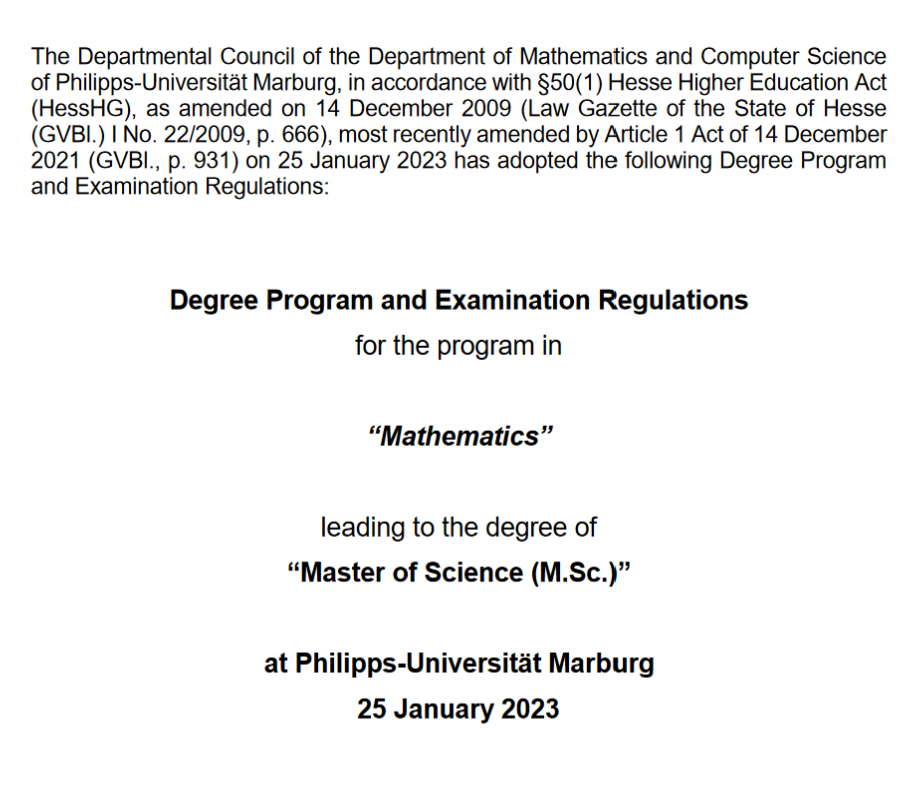 The Departmental Council of the Department of Mathematics and Computer Science
of Philipps-Universität Marburg, in accordance with §50(1) Hesse Higher Education Act
(HessHG), as amended on 14 December 2009 (Law Gazette of the State of Hesse
(GVBl.) I No. 22/2009, p. 666), most recently amended by Article 1 Act of 14 December
2021 (GVBl., p. 931) on 25 January 2023 has adopted the following Degree Program
and Examination Regulations:
Degree Program and Examination Regulations
for the program in
“Mathematics”
leading to the degree of
“Master of Science (M.Sc.)”
at Philipps-Universität Marburg
25 January 2023